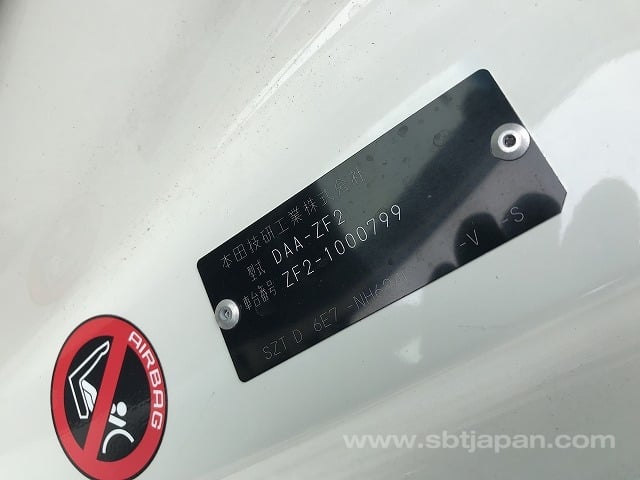 本田技研工業株式会社
型式 DAA-ZF2
車台番号 ZF2-1000799
SZT D 6E7 -V -S
AIRBAG
www.sbtjapan.com